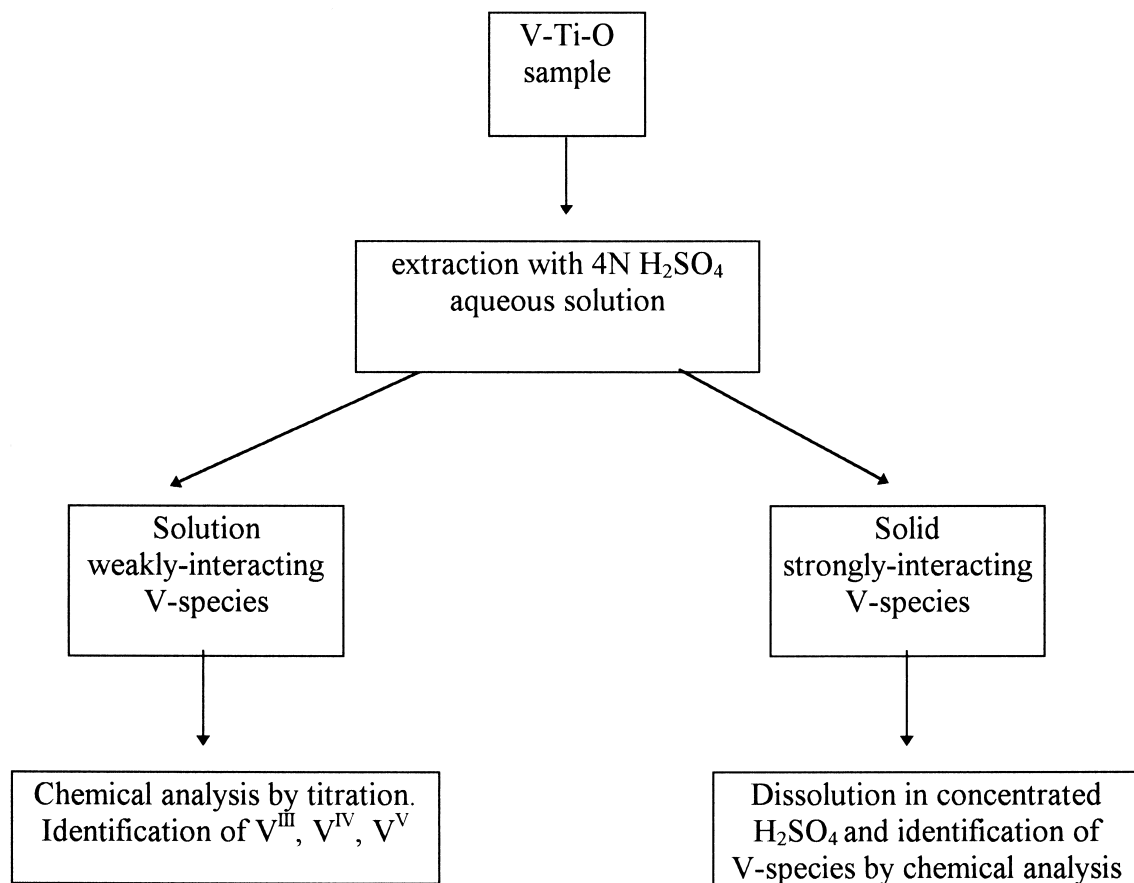 V-Ti-O
sample
extraction with 4N H₂SO₄
aqueous solution
Solution
weakly-interacting
V-species
Solid
strongly-interacting
V-species
Chemical analysis by titration.
Identification of Vᴵᴵᴵ, Vᴵⱽ, Vⱽ
Dissolution in concentrated
H₂SO₄ and identification of
V-species by chemical analysis